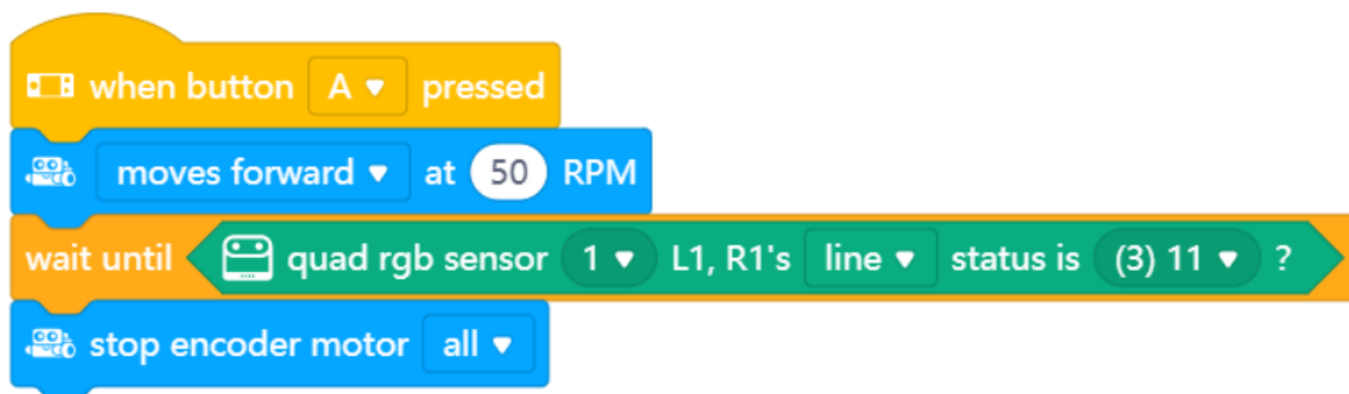 when button A pressed
moves forward at 50 RPM
wait until quad rgb sensor 1 L1, R1's line status is (3) 11 ?
stop encoder motor all